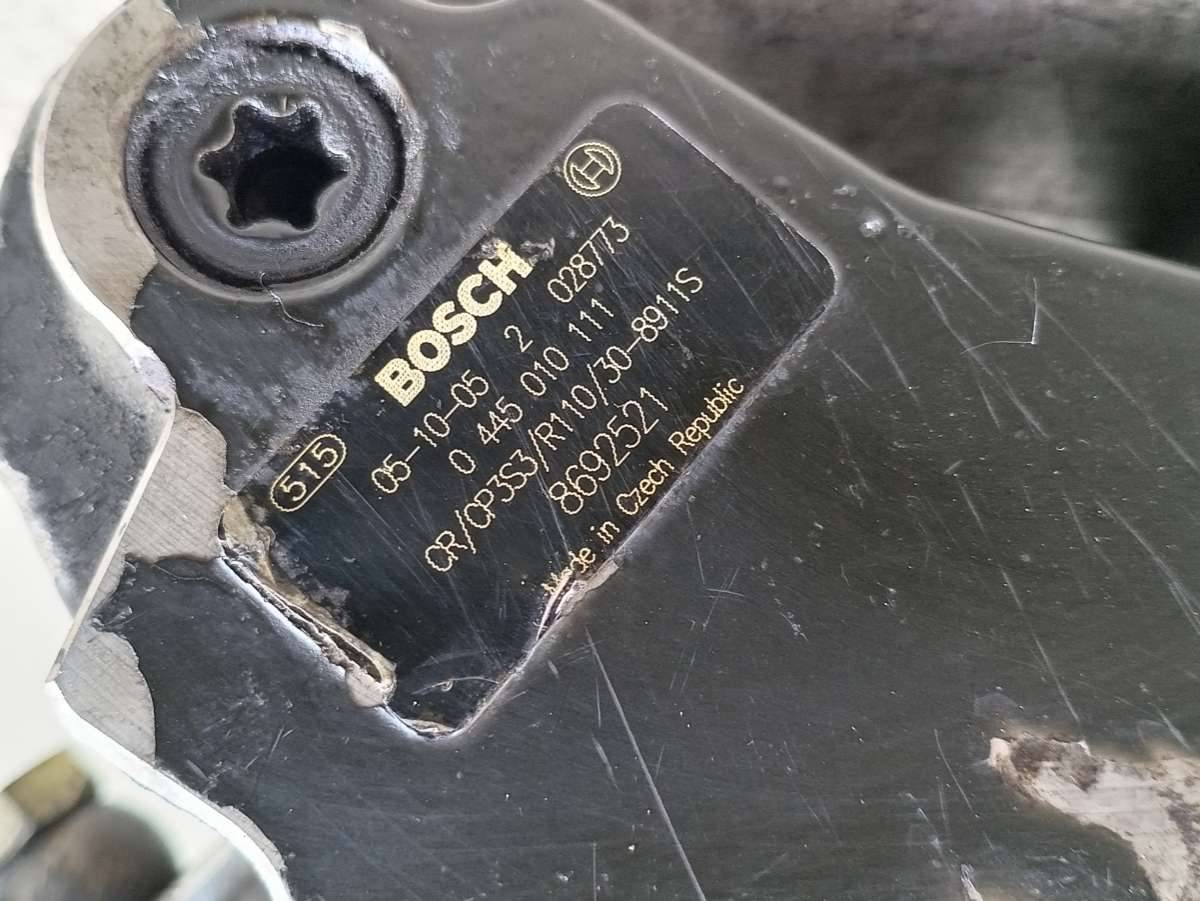 BOSCH
515
05-10-05 2 028773
0 445 010 111
CR/CP3S3/R110/30-8911S
8692521
Made in Czech Republic